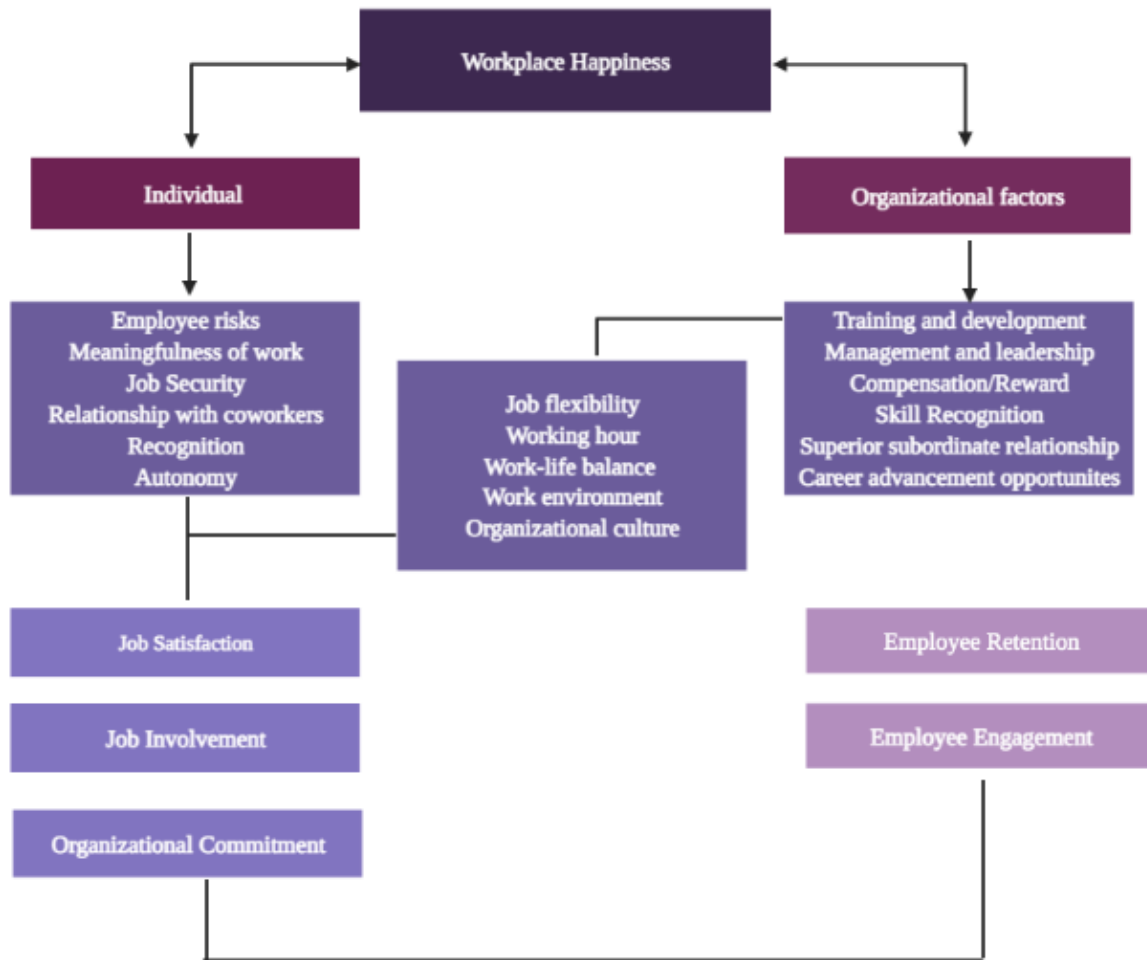 Workplace Happiness
Individual
Organizational factors
Employee risks
Meaningfulness of work
Job Security
Relationship with coworkers
Recognition
Autonomy
Job flexibility
Working hour
Work-life balance
Work environment
Organizational culture
Training and development
Management and leadership
Compensation/Reward
Skill Recognition
Superior subordinate relationship
Career advancement opportunites
Job Satisfaction
Employee Retention
Job Involvement
Employee Engagement
Organizational Commitment